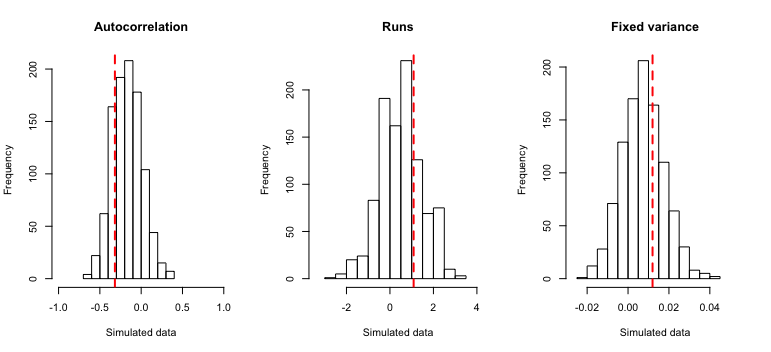 Autocorrelation
Frequency
0 50 100 150 200
-1.0 -0.5 0.0 0.5 1.0
Simulated data
Runs
Frequency
0 50 100 150 200
-2 0 2 4
Simulated data
Fixed variance
Frequency
0 50 100 150 200
-0.02 0.00 0.02 0.04
Simulated data